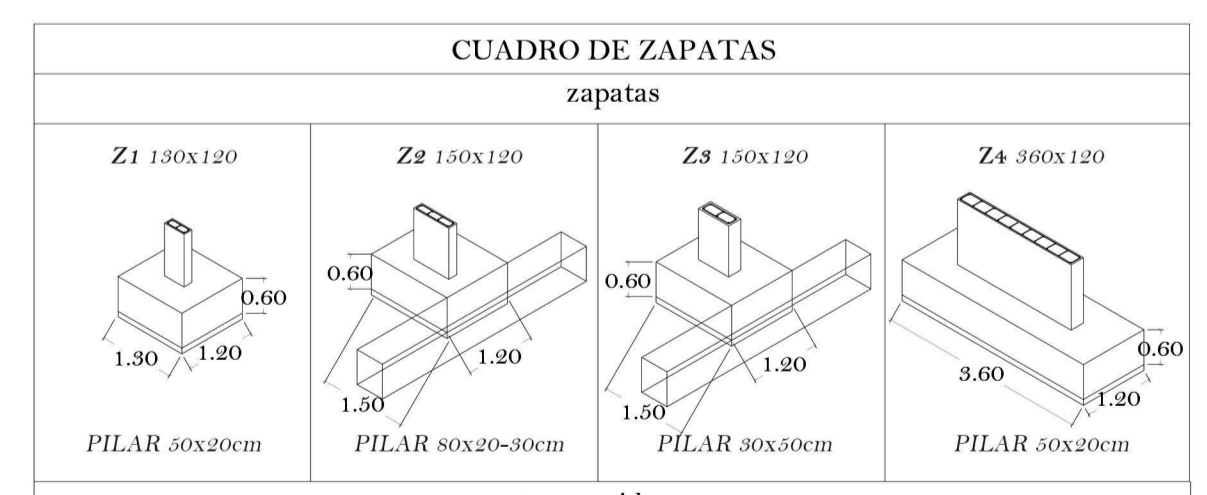 CUADRO DE ZAPATAS
zapatas
Z1 130x120
0.60
1.30
1.20
PILAR 50x20cm
Z2 150x120
0.60
1.20
1.50
PILAR 80x20-30cm
Z3 150x120
0.60
1.20
1.50
PILAR 30x50cm
Z4 360x120
0.60
3.60
1.20
PILAR 50x20cm